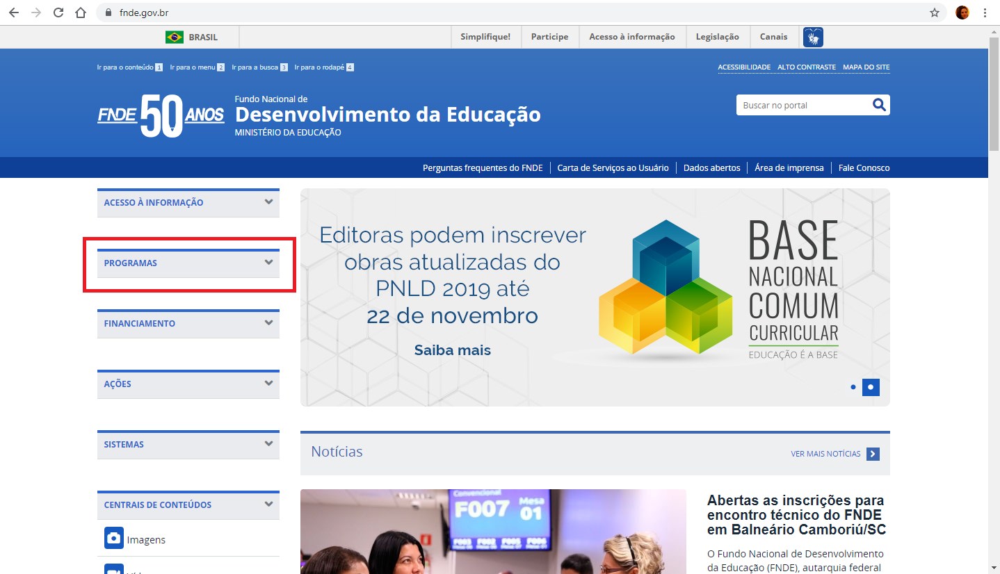 fnde.gov.br
BRASIL
Simplifique!
Participe
Acesso à informação
Legislação
Canais
Ir para o conteúdo 1
Ir para o menu 2
Ir para a busca 3
Ir para o rodapé 4
ACESSIBILIDADE
ALTO CONTRASTE
MAPA DO SITE
FNDE 50 ANOS
Fundo Nacional de
Desenvolvimento da Educação
MINISTÉRIO DA EDUCAÇÃO
Buscar no portal
Perguntas frequentes do FNDE
Carta de Serviços ao Usuário
Dados abertos
Área de imprensa
Fale Conosco
ACESSO À INFORMAÇÃO
PROGRAMAS
FINANCIAMENTO
AÇÕES
SISTEMAS
CENTRAIS DE CONTEÚDOS
Imagens
Editoras podem inscrever
obras atualizadas do
PNLD 2019 até
22 de novembro
Saiba mais
BASE
NACIONAL
COMUM
CURRICULAR
EDUCAÇÃO É A BASE
Notícias
VER MAIS NOTÍCIAS
Convencional
Mesa
F007
01
F003 F002 F005 F006
Abertas as inscrições para
encontro técnico do FNDE
em Balneário Camboriú/SC
O Fundo Nacional de Desenvolvimento
da Educação (FNDE), autarquia federal